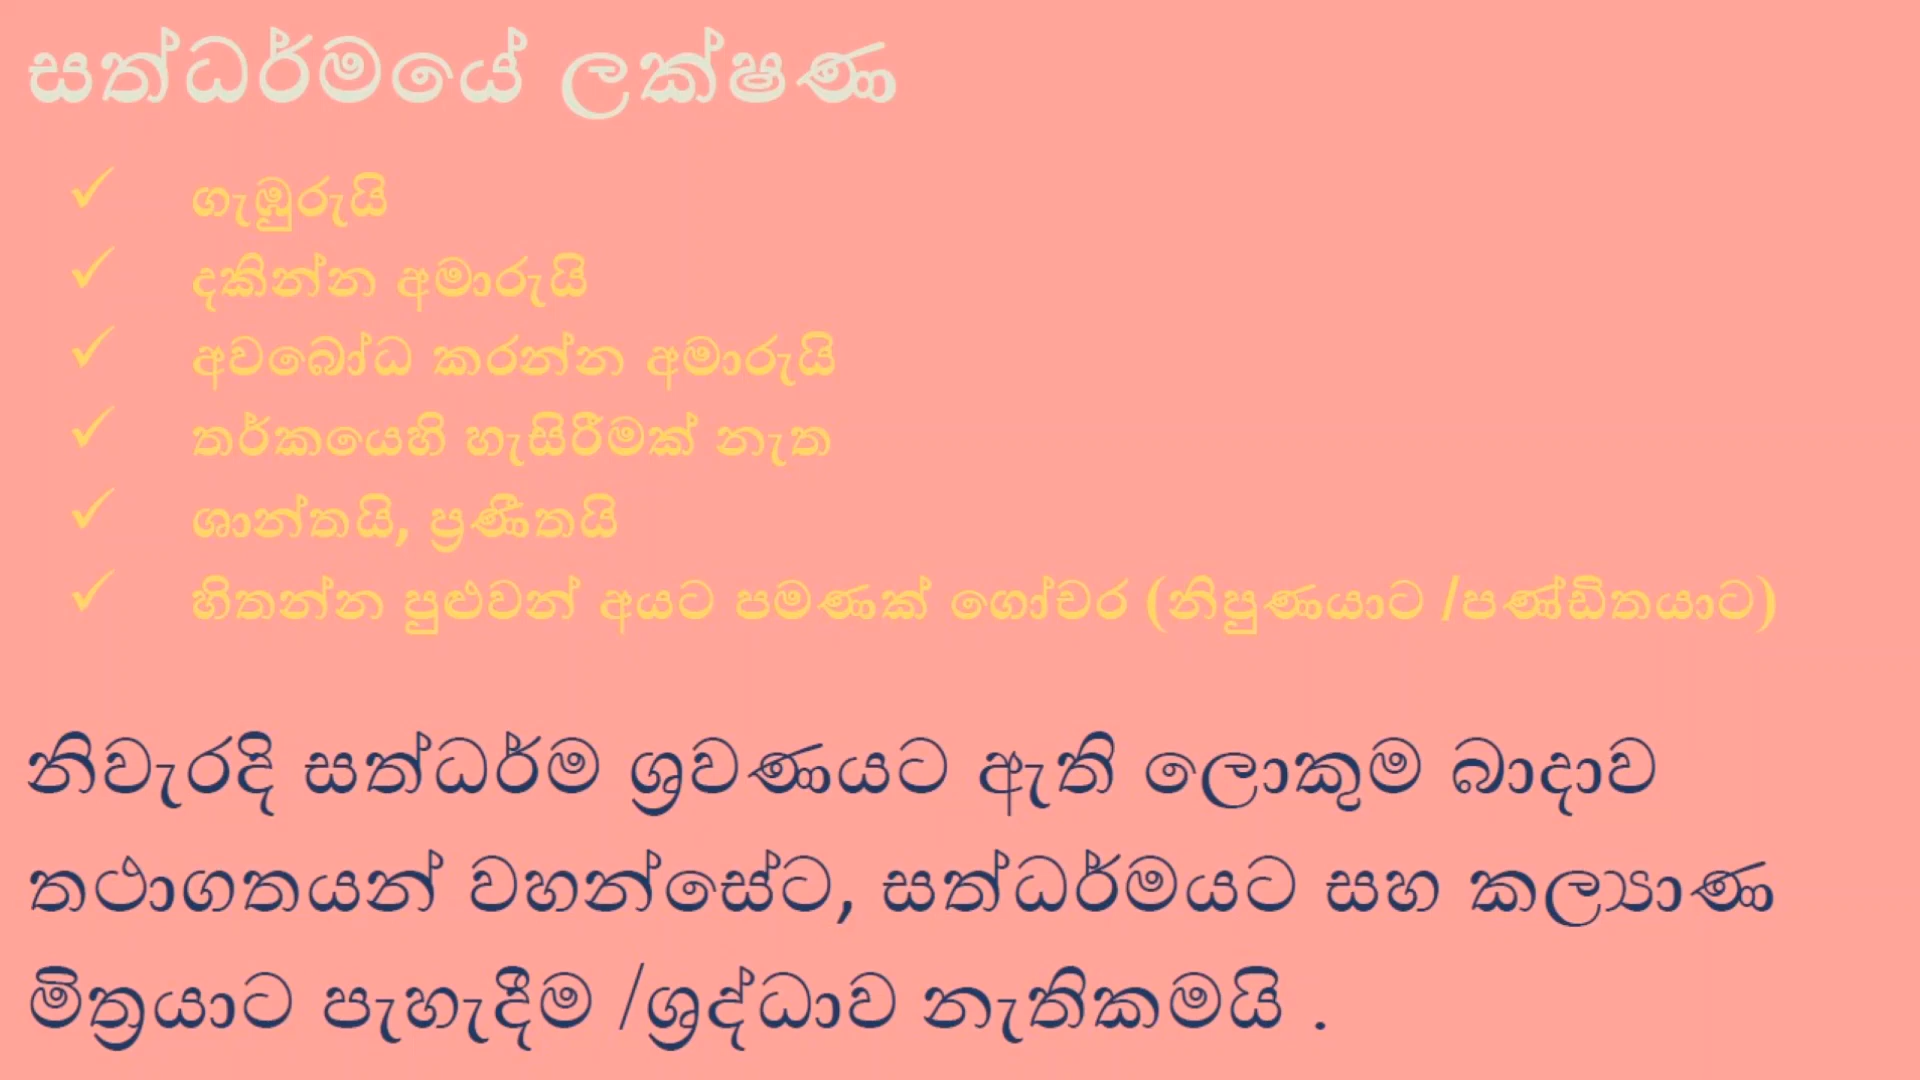 සත්ධර්මයේ ලක්ෂණ
✓ ගැඹුරුයි
✓ දකින්න අමාරුයි
✓ අවබෝධ කරන්න අමාරුයි
✓ තර්කයෙහි හැසිරීමක් නැත
✓ ශාන්තයි, ප්‍රණීතයි
✓ හිතන්න පුළුවන් අයට පමණක් ගෝචර (නිපුණයාට /පණ්ඩිතයාට)
නිවැරදි සත්ධර්ම ශ්‍රවණයට ඇති ලොකුම බාදාව
තථාගතයන් වහන්සේට, සත්ධර්මයට සහ කල්‍යාණ
මිත්‍රයාට පැහැදීම /ශ්‍රද්ධාව නැතිකමයි .